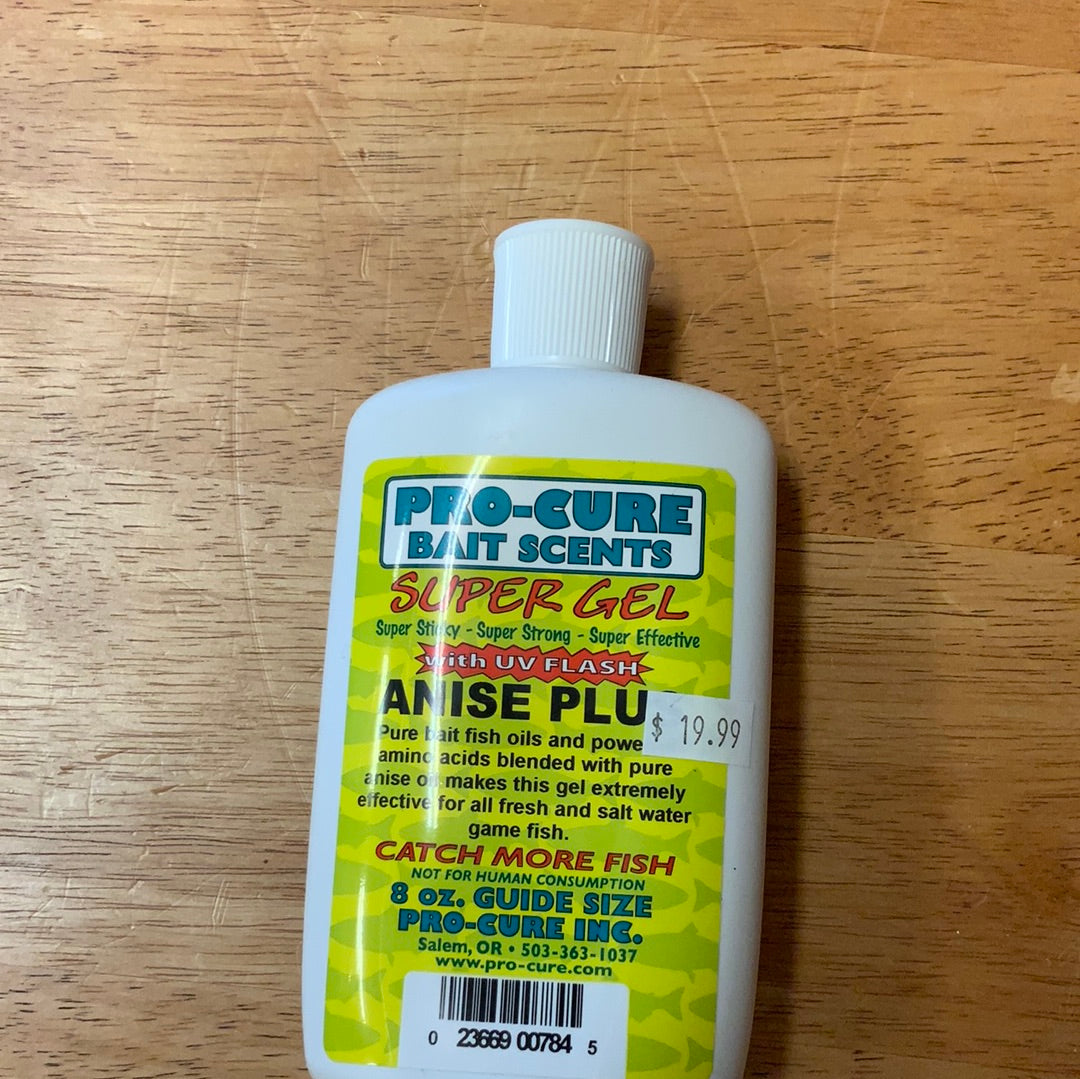 PRO-CURE
BAIT SCENTS
SUPER GEL
Super Sticky - Super Strong - Super Effective
with UV FLASH
ANISE PLU
$ 19.99
Pure bait fish oils and powe
amino acids blended with pure
anise oil makes this gel extremely
effective for all fresh and salt water
game fish.
CATCH MORE FISH
NOT FOR HUMAN CONSUMPTION
8 oz. GUIDE SIZE
PRO-CURE INC.
Salem, OR • 503-363-1037
www.pro-cure.com
0 23669 00784 5